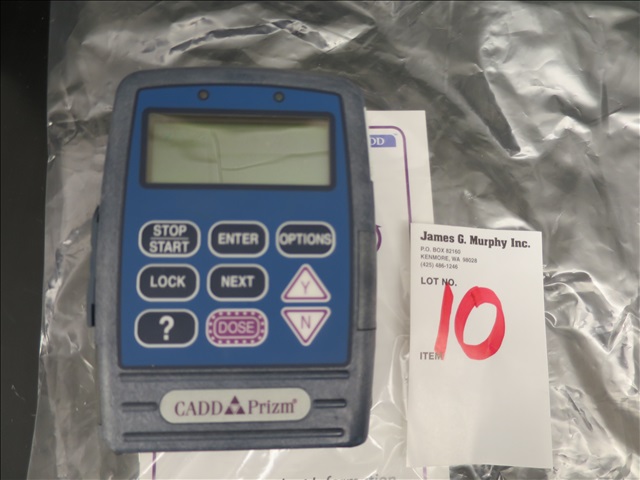 DD
STOP
START
ENTER
OPTIONS
LOCK
NEXT
Y
?
DOSE
N
CADD Prizm®
James G. Murphy Inc.
P.O. BOX 82160
KENMORE, WA 98028
(425) 486-1246
LOT NO.
10
ITEM